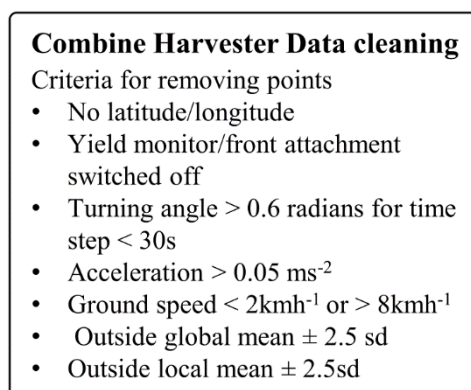 Combine Harvester Data cleaning
Criteria for removing points
• No latitude/longitude
• Yield monitor/front attachment
switched off
• Turning angle > 0.6 radians for time
step < 30s
• Acceleration > 0.05 ms⁻²
• Ground speed < 2kmh⁻¹ or > 8kmh⁻¹
• Outside global mean ± 2.5 sd
• Outside local mean ± 2.5sd